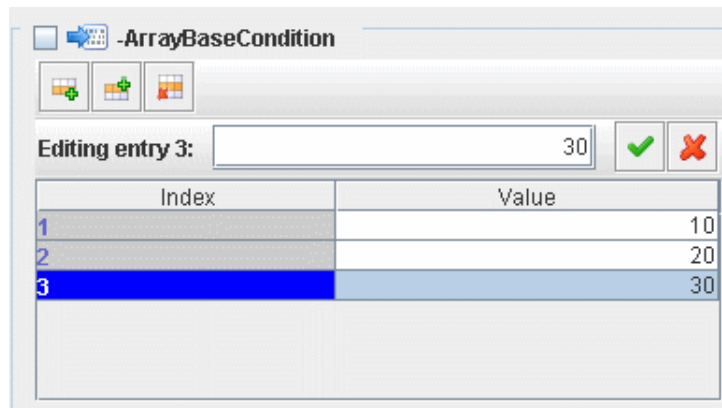 -ArrayBaseCondition
Editing entry 3: 30
Index Value
1 10
2 20
3 30